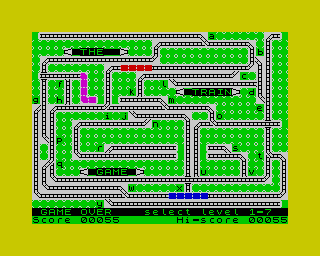 THE
TRAIN
GAME
GAME OVER select level 1-7
Score 00055 Hi-score 00055